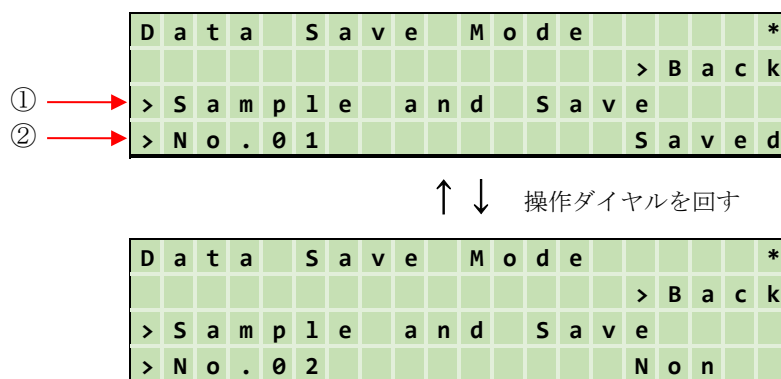 Data Save Mode *
>Back
① >Sample and Save
② >No.01 Saved
↑↓ 操作ダイヤルを回す
Data Save Mode *
>Back
>Sample and Save
>No.02 Non